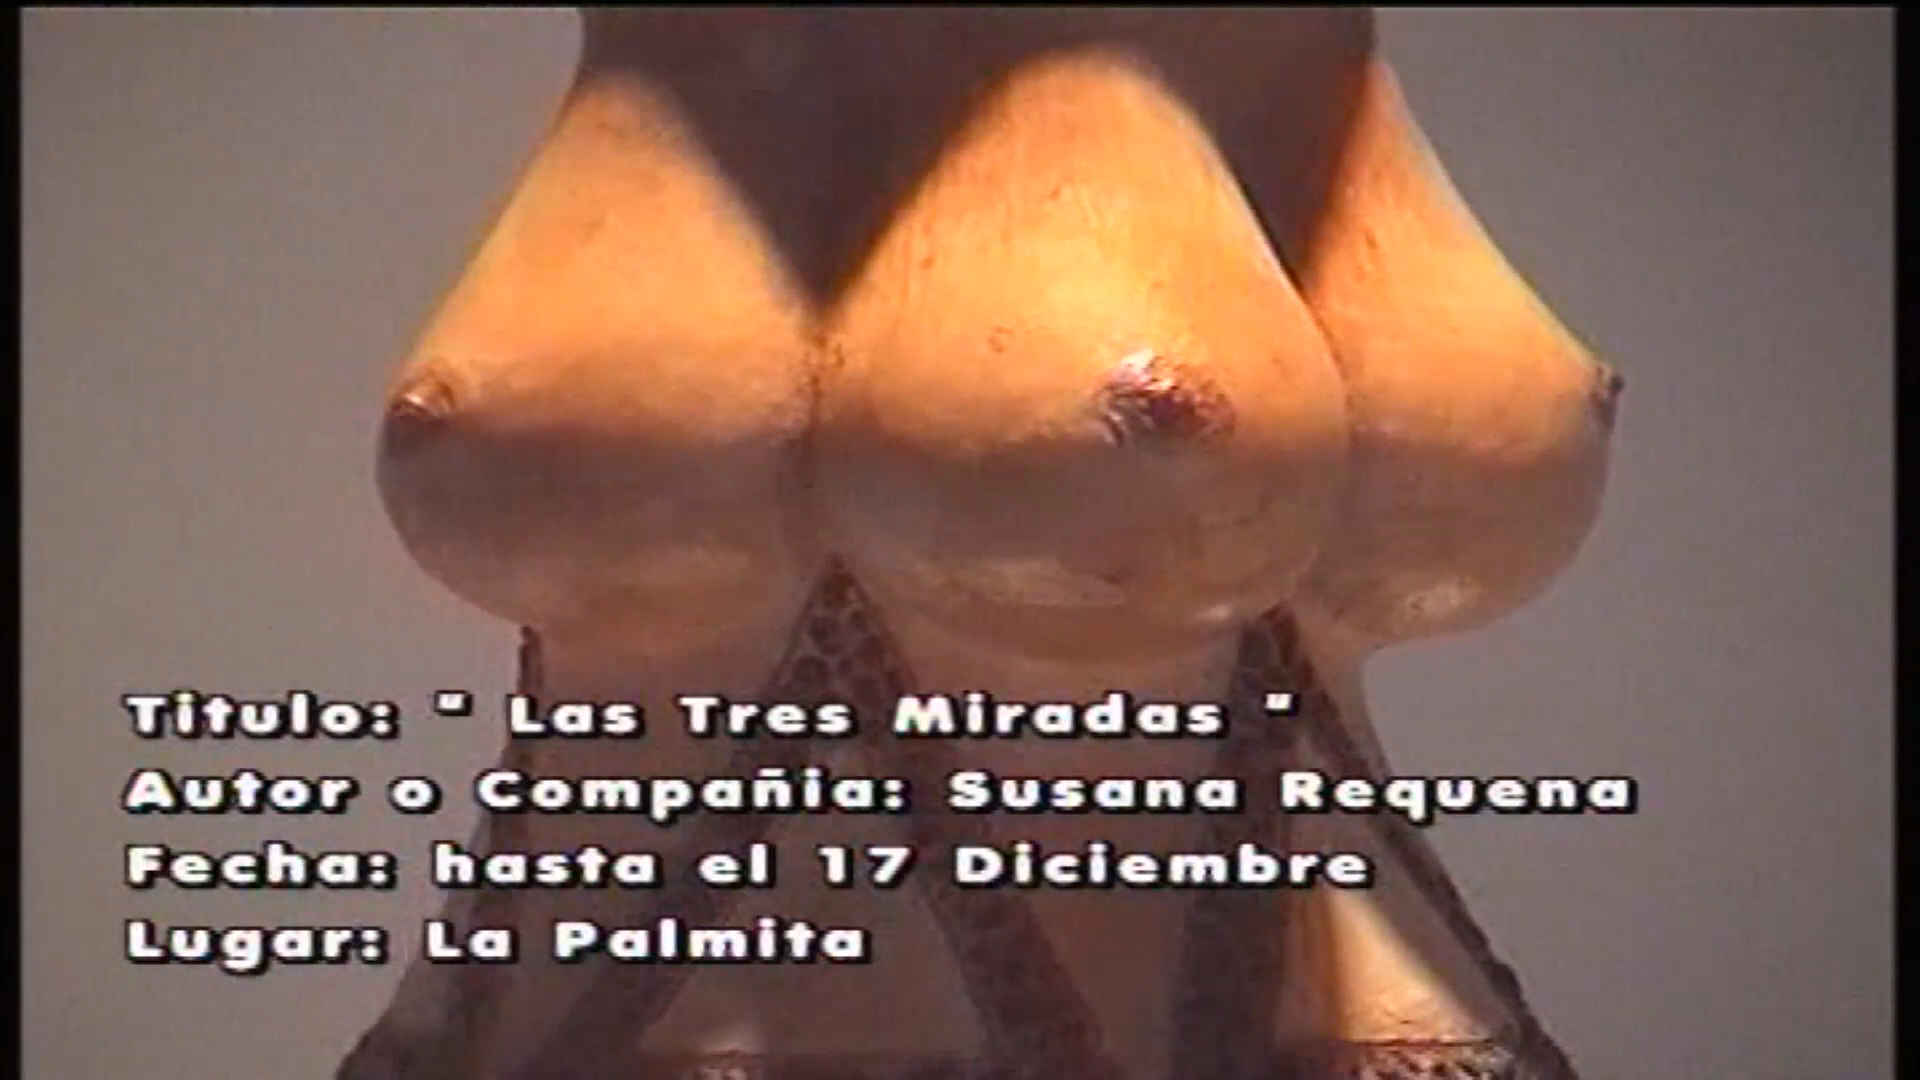 Titulo: " Las Tres Miradas "
Autor o Compañia: Susana Requena
Fecha: hasta el 17 Diciembre
Lugar: La Palmita